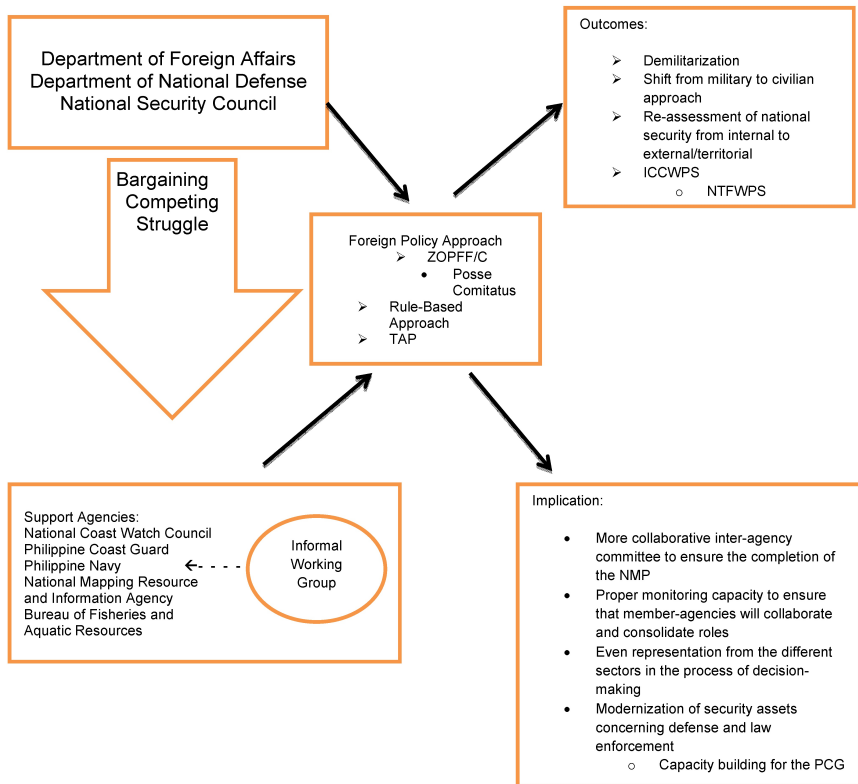 Department of Foreign Affairs
Department of National Defense
National Security Council
Bargaining
Competing
Struggle
Foreign Policy Approach
➢ ZOPFF/C
• Posse
Comitatus
➢ Rule-Based
Approach
➢ TAP
Outcomes:
➢ Demilitarization
➢ Shift from military to civilian
approach
➢ Re-assessment of national
security from internal to
external/territorial
➢ ICCWPS
o NTFWPS
Support Agencies:
National Coast Watch Council
Philippine Coast Guard
Philippine Navy
National Mapping Resource
and Information Agency
Bureau of Fisheries and
Aquatic Resources
Informal
Working
Group
Implication:
• More collaborative inter-agency
committee to ensure the completion of
the NMP
• Proper monitoring capacity to ensure
that member-agencies will collaborate
and consolidate roles
• Even representation from the different
sectors in the process of decision-
making
• Modernization of security assets
concerning defense and law
enforcement
o Capacity building for the PCG